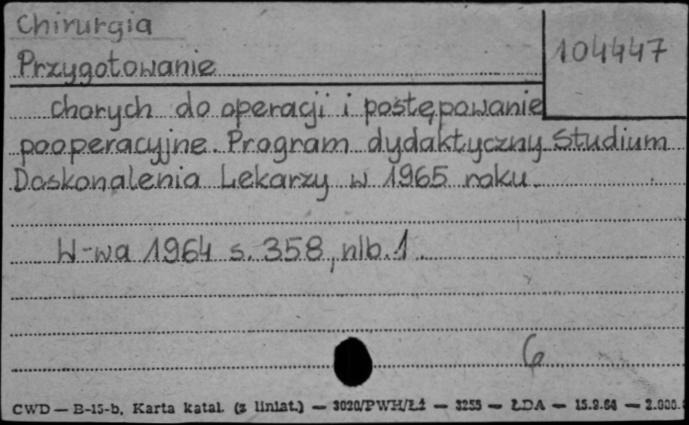 Chirurgia
104447
Przygotowanie
chorych do operacji i postępowanie
pooperacyjne. Program dydaktyczny Studium
Doskonalenia Lekarzy w 1965 roku.
W-wa 1964 s. 358, nlb. 1.
6
CWD — B-15-b, Karta katal. (z liniat.) — 3020/PWH/Łź — 3255 — ŁDA — 15.9.64 — 2.000.